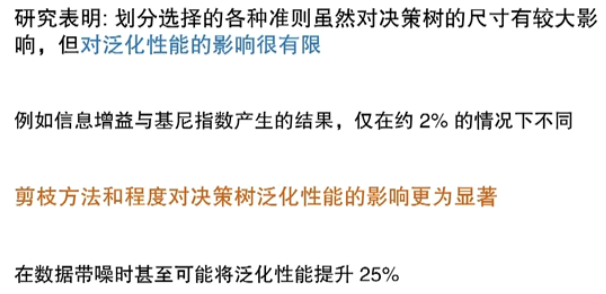 研究表明: 划分选择的各种准则虽然对决策树的尺寸有较大影
响，但对泛化性能的影响很有限
例如信息增益与基尼指数产生的结果，仅在约 2% 的情况下不同
剪枝方法和程度对决策树泛化性能的影响更为显著
在数据带噪时甚至可能将泛化性能提升 25%